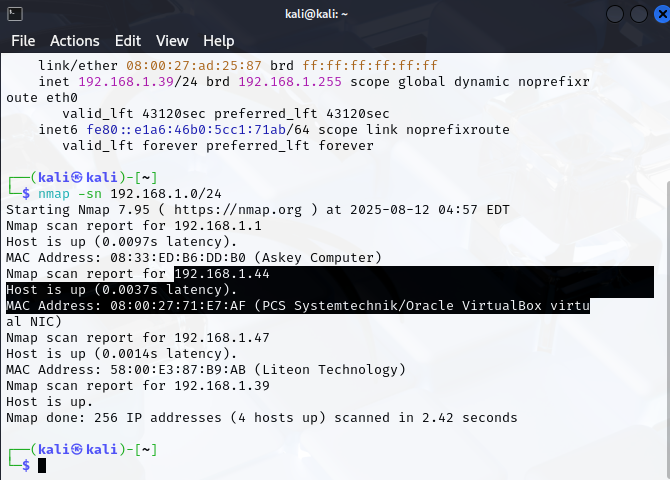 kali@kali: ~
File Actions Edit View Help
link/ether 08:00:27:ad:25:87 brd ff:ff:ff:ff:ff:ff
inet 192.168.1.39/24 brd 192.168.1.255 scope global dynamic noprefixr
oute eth0
valid_lft 43120sec preferred_lft 43120sec
inet6 fe80::e1a6:46b0:5cc1:71ab/64 scope link noprefixroute
valid_lft forever preferred_lft forever
┌──(kali㉿kali)-[~]
└─$ nmap -sn 192.168.1.0/24
Starting Nmap 7.95 ( https://nmap.org ) at 2025-08-12 04:57 EDT
Nmap scan report for 192.168.1.1
Host is up (0.0097s latency).
MAC Address: 08:33:ED:B6:DD:B0 (Askey Computer)
Nmap scan report for 192.168.1.44
Host is up (0.0037s latency).
MAC Address: 08:00:27:71:E7:AF (PCS Systemtechnik/Oracle VirtualBox virtu
al NIC)
Nmap scan report for 192.168.1.47
Host is up (0.0014s latency).
MAC Address: 58:00:E3:87:B9:AB (Liteon Technology)
Nmap scan report for 192.168.1.39
Host is up.
Nmap done: 256 IP addresses (4 hosts up) scanned in 2.42 seconds
┌──(kali㉿kali)-[~]
└─$